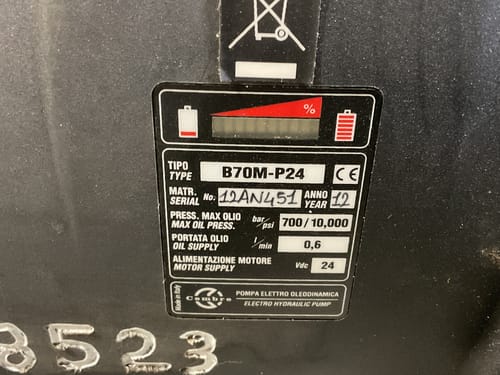 %
TIPO
TYPE B70M-P24 CE
MATR. ANNO
SERIAL No. 12AN451 YEAR 12
PRESS. MAX OLIO bar/
MAX OIL PRESS. psi 700/10,000
PORTATA OLIO l/
OIL SUPPLY min 0,6
ALIMENTAZIONE MOTORE
MOTOR SUPPLY Vdc 24
Made in Italy
Cembre POMPA ELETTRO OLEODINAMICA
ELECTRO HYDRAULIC PUMP
8523